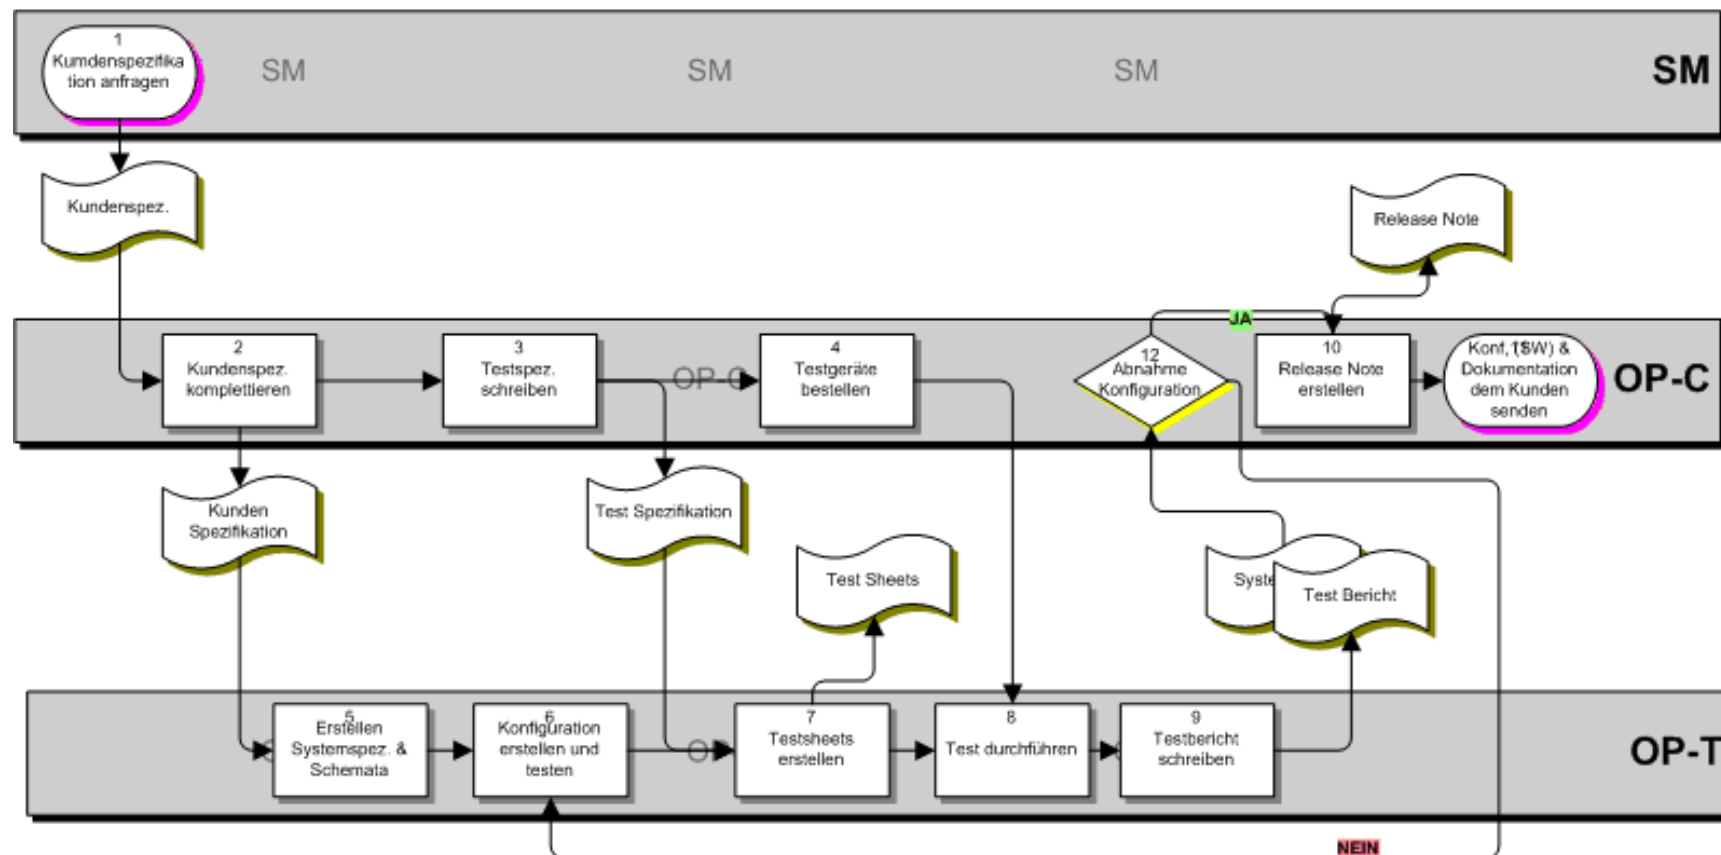 1
Kumdenspezifika
tion anfragen
SM
SM
SM
SM
Kundenspez.
Release Note
JA
2
Kundenspez.
komplettieren
3
Testspez.
schreiben
4
Testgeräte
bestellen
12
Abnahme
Konfiguration
10
Release Note
erstellen
Konf, (SW) &
Dokumentation
dem Kunden
senden
OP-C
OP-C
Kunden
Spezifikation
Test Spezifikation
Test Sheets
Test Bericht
5
Erstellen
Systemspez. &
Schemata
6
Konfiguration
erstellen und
testen
7
Testsheets
erstellen
8
Test durchführen
9
Testbericht
schreiben
OP-T
NEIN